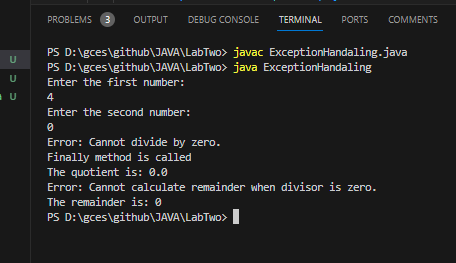 PROBLEMS 3 OUTPUT DEBUG CONSOLE TERMINAL PORTS COMMENTS
U
U
U
PS D:\gces\github\JAVA\LabTwo> javac ExceptionHandaling.java
PS D:\gces\github\JAVA\LabTwo> java ExceptionHandaling
Enter the first number:
4
Enter the second number:
0
Error: Cannot divide by zero.
Finally method is called
The quotient is: 0.0
Error: Cannot calculate remainder when divisor is zero.
The remainder is: 0
PS D:\gces\github\JAVA\LabTwo>